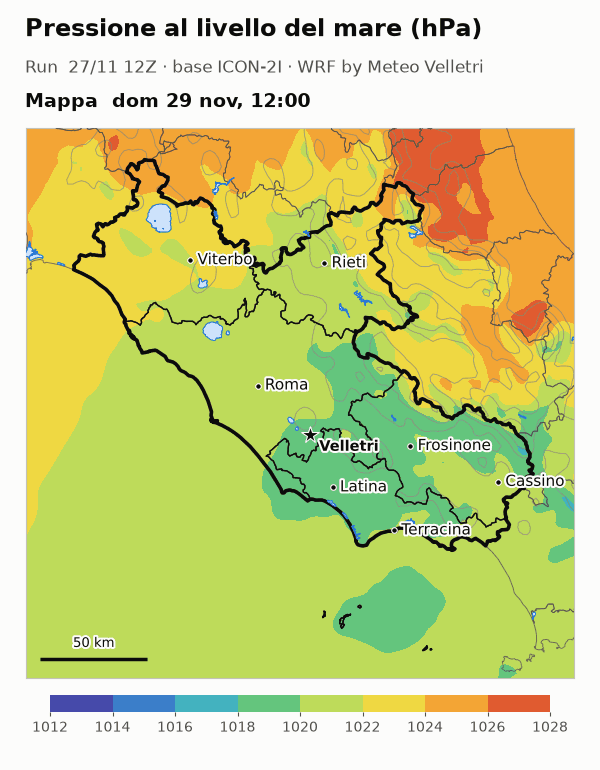 Pressione al livello del mare (hPa)
Run  27/11 12Z · base ICON-2I · WRF by Meteo Velletri
Mappa  dom 29 nov, 12:00
Viterbo
Rieti
Roma
Velletri
Frosinone
Cassino
Latina
Terracina
50 km
1012 1014 1016 1018 1020 1022 1024 1026 1028